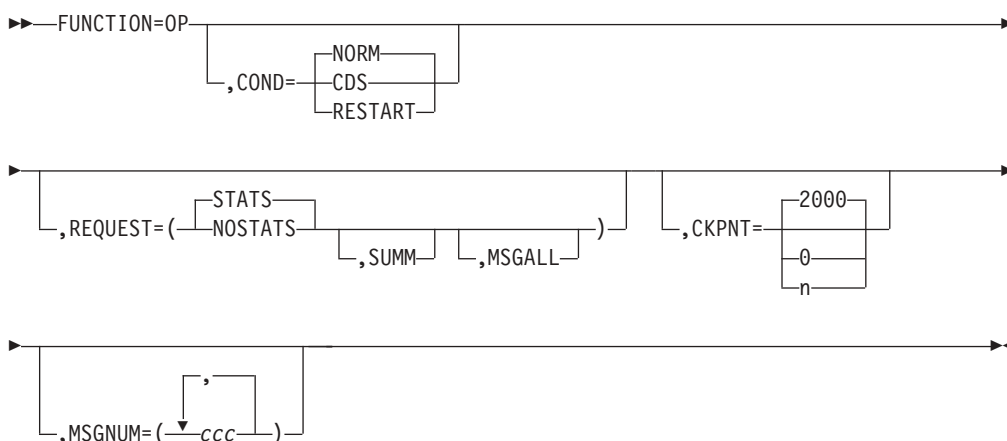 FUNCTION=OP
,COND= NORM
CDS
RESTART
,REQUEST=( STATS
NOSTATS
,SUMM ,MSGALL )
,CKPNT= 2000
0
n
,
,MSGNUM=( ccc )